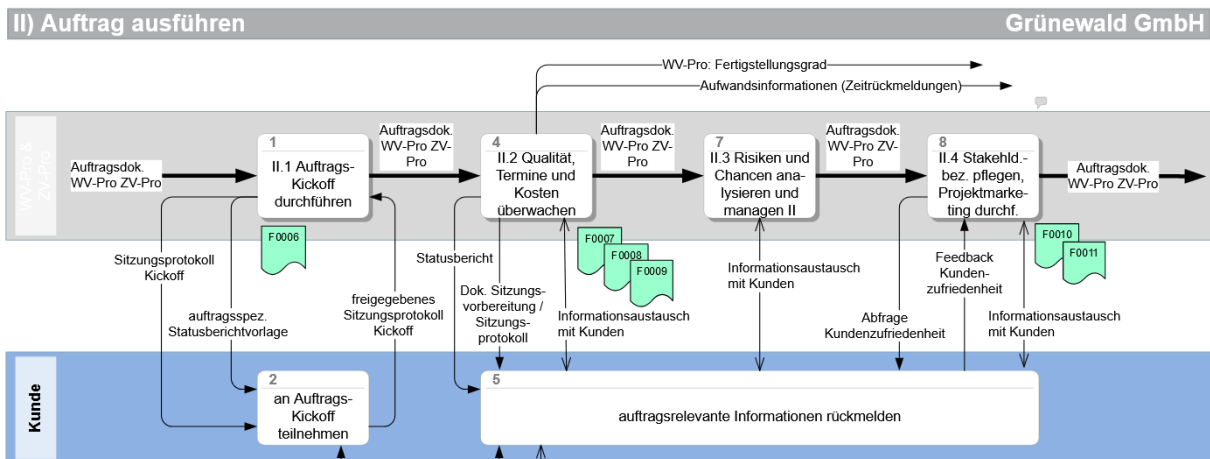 II) Auftrag ausführen
Grünewald GmbH
WV-Pro: Fertigstellungsgrad
Aufwandsinformationen (Zeitrückmeldungen)
WV-Pro &
ZV-Pro
Auftragsdok.
WV-Pro ZV-Pro
1
II.1 Auftrags-
Kickoff
durchführen
Auftragsdok.
WV-Pro ZV-
Pro
4
II.2 Qualität,
Termine und
Kosten
überwachen
Auftragsdok.
WV-Pro ZV-
Pro
7
II.3 Risiken und
Chancen ana-
lysieren und
managen II
Auftragsdok.
WV-Pro ZV-
Pro
8
II.4 Stakehld.-
bez. pflegen,
Projektmarke-
ting durchf.
Auftragsdok.
WV-Pro ZV-Pro
F0006
F0007
F0008
F0009
F0010
F0011
Sitzungsprotokoll
Kickoff
auftragsspez.
Statusberichtvorlage
freigegebenes
Sitzungsprotokoll
Kickoff
Statusbericht
Dok. Sitzungs-
vorbereitung /
Sitzungs-
protokoll
Informationsaustausch
mit Kunden
Informationsaustausch
mit Kunden
Abfrage
Kundenzufriedenheit
Feedback
Kunden-
zufriedenheit
Informationsaustausch
mit Kunden
Kunde
2
an Auftrags-
Kickoff
teilnehmen
5
auftragsrelevante Informationen rückmelden